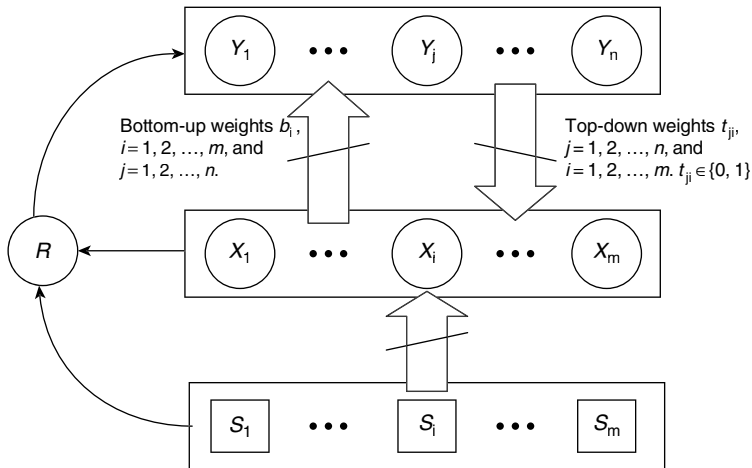 Y1 ••• Yj ••• Yn
Bottom-up weights bi,
i = 1, 2, …, m, and
j = 1, 2, …, n.
Top-down weights tji,
j = 1, 2, …, n, and
i = 1, 2, …, m. tji ∈ {0, 1}
R
X1 ••• Xi ••• Xm
S1 ••• Si ••• Sm